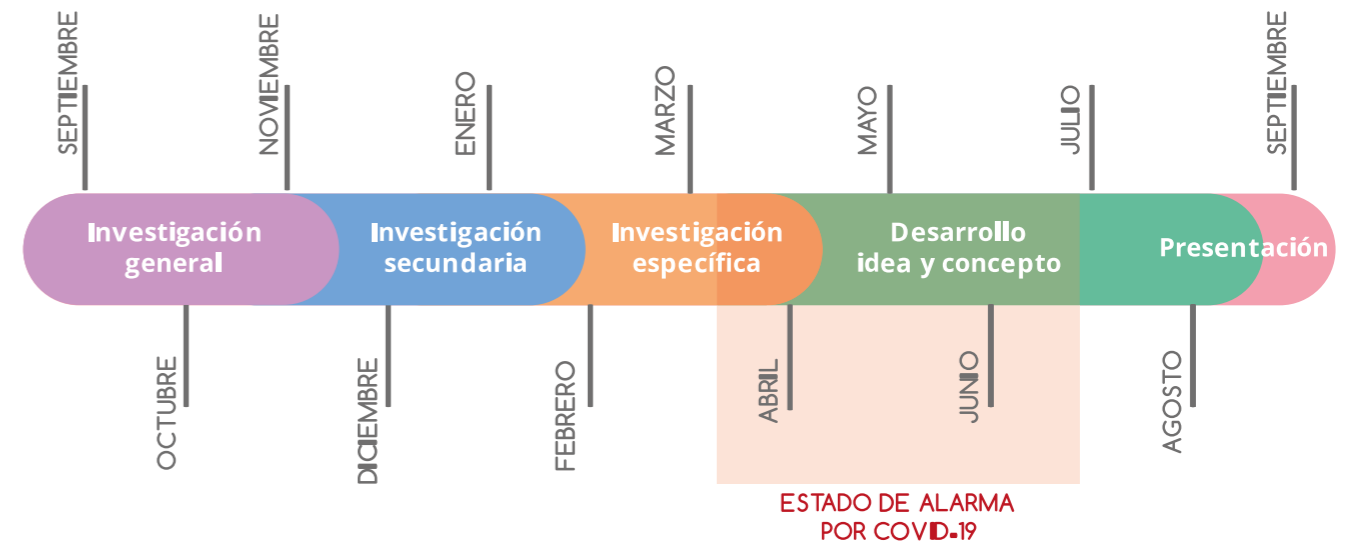 SEPTIEMBRE
NOVIEMBRE
ENERO
MARZO
MAYO
JULIO
SEPTIEMBRE
Investigación
general
Investigación
secundaria
Investigación
específica
Desarrollo
idea y concepto
Presentación
OCTUBRE
DICIEMBRE
FEBRERO
ABRIL
JUNIO
AGOSTO
ESTADO DE ALARMA
POR COVID-19